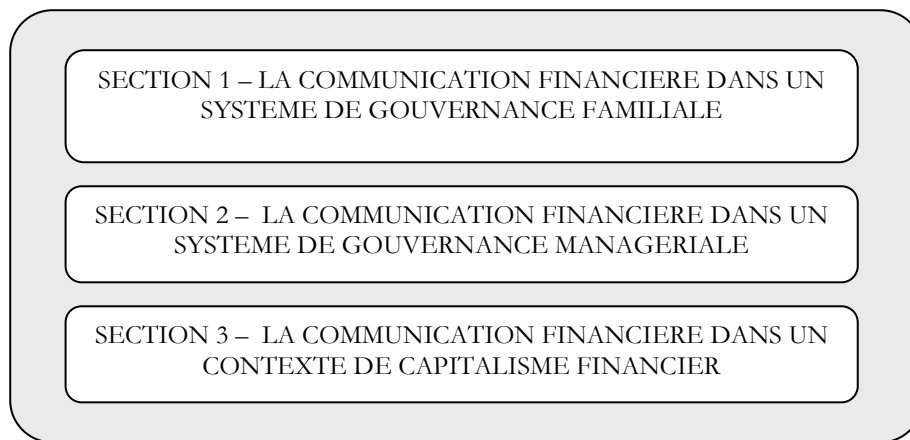 SECTION 1 – LA COMMUNICATION FINANCIERE DANS UN
SYSTEME DE GOUVERNANCE FAMILIALE
SECTION 2 – LA COMMUNICATION FINANCIERE DANS UN
SYSTEME DE GOUVERNANCE MANAGERIALE
SECTION 3 – LA COMMUNICATION FINANCIERE DANS UN
CONTEXTE DE CAPITALISME FINANCIER